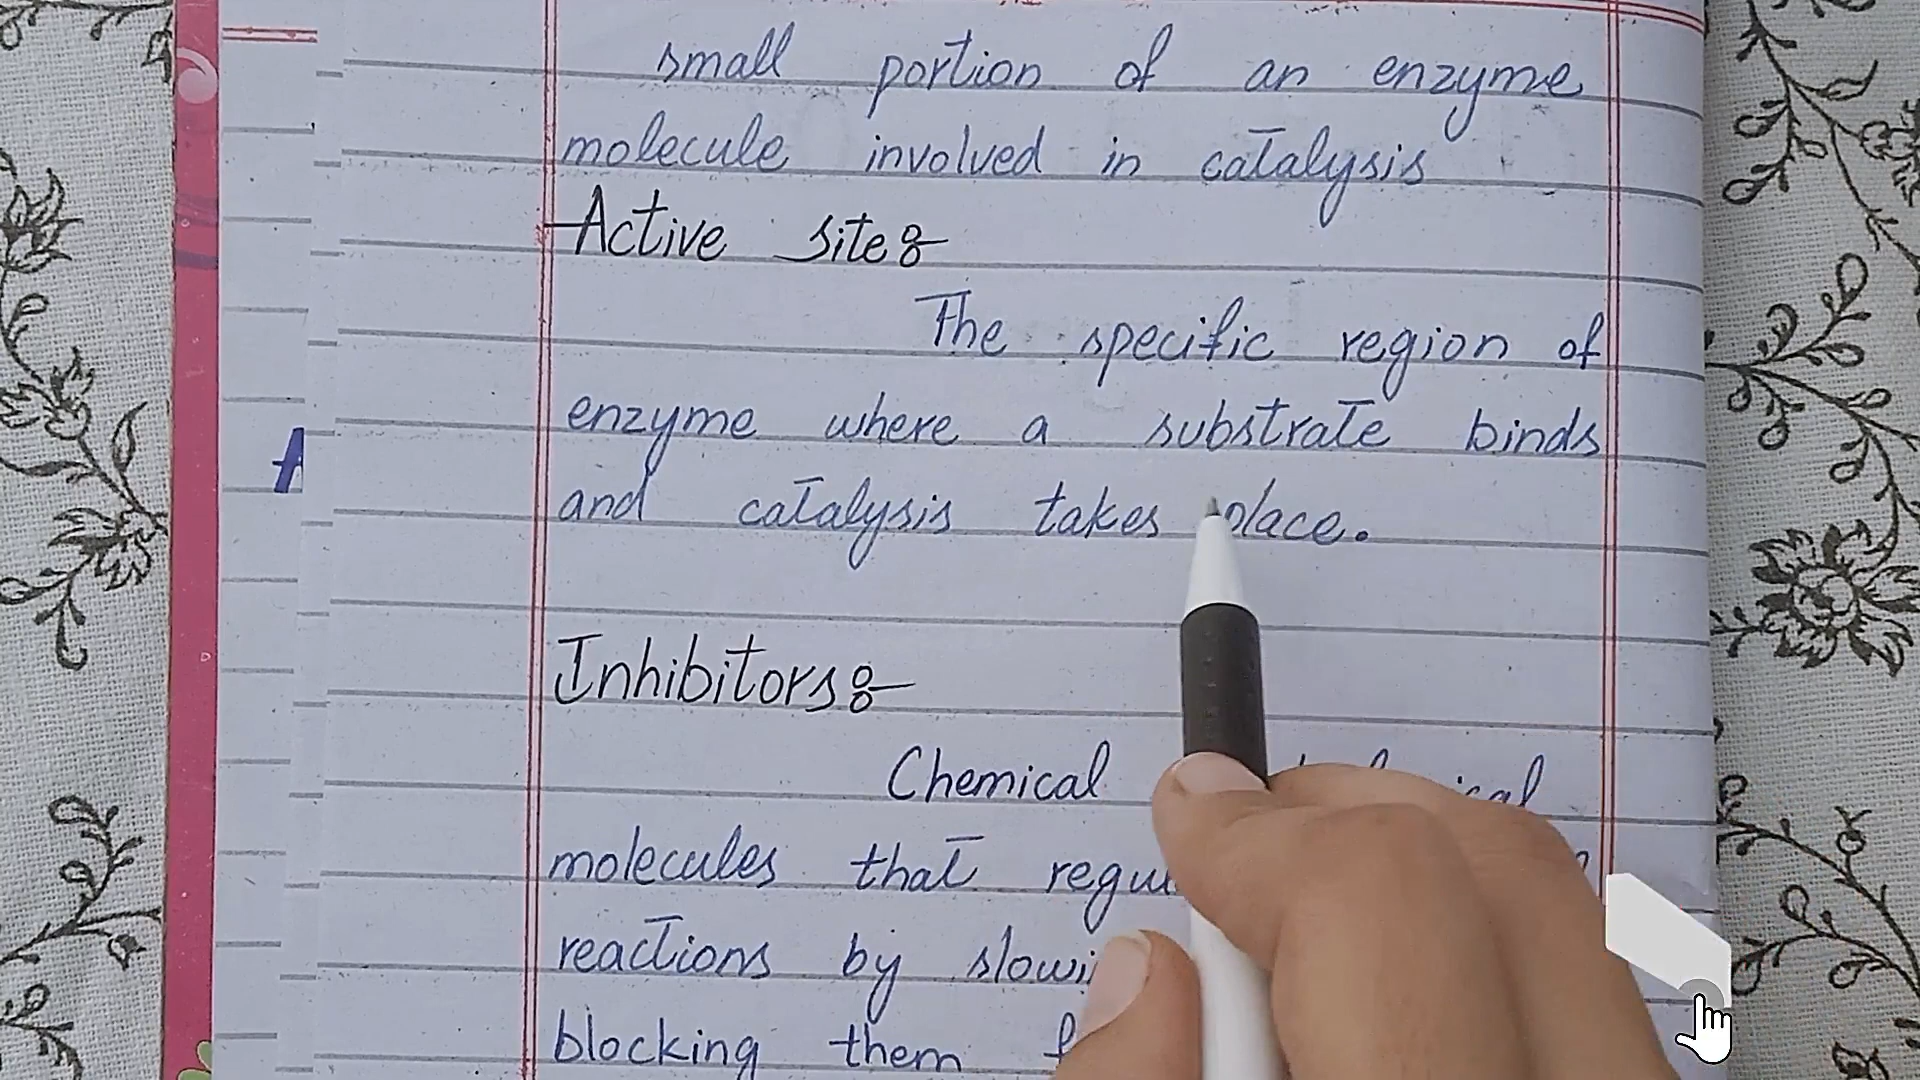 small portion of an enzyme
molecule involved in catalysis
Active site:-
The specific region of
enzyme where a substrate binds
and catalysis takes place.
Inhibitors:-
Chemical
molecules that
reactions by
blocking them